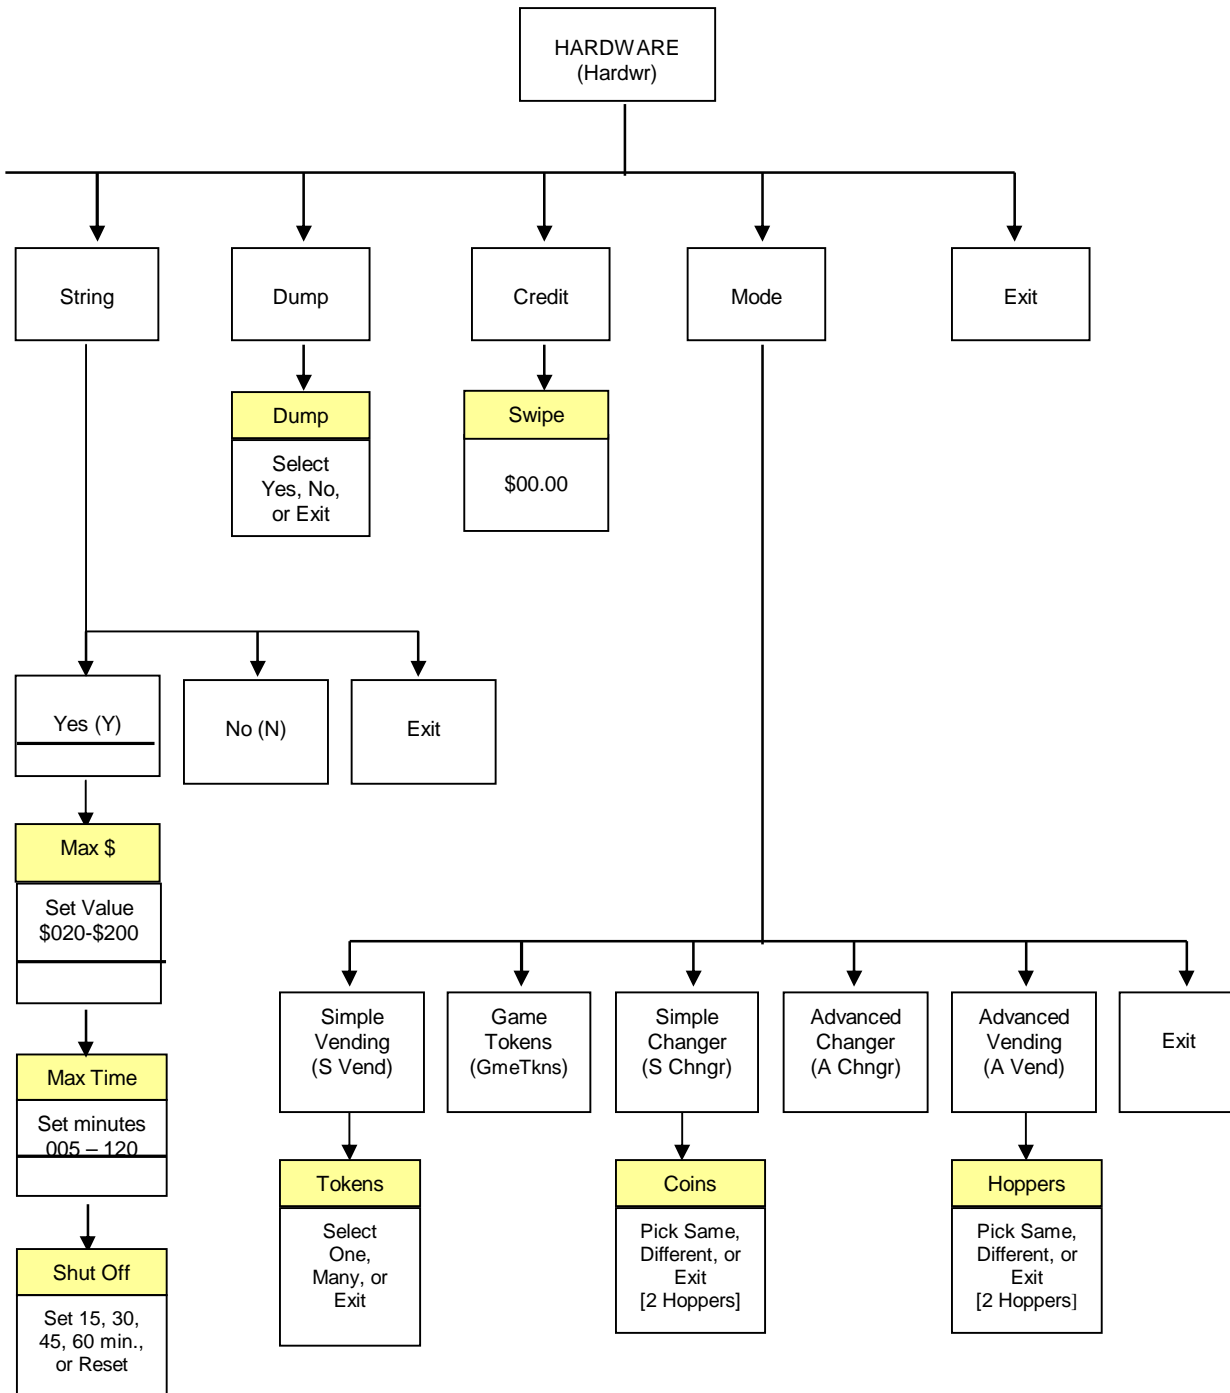 HARDWARE
(Hardwr)
String
Dump
Credit
Mode
Exit
Dump
Select
Yes, No,
or Exit
Swipe
$00.00
Yes (Y)
No (N)
Exit
Max $
Set Value
$020-$200
Max Time
Set minutes
005 – 120
Shut Off
Set 15, 30,
45, 60 min.,
or Reset
Simple
Vending
(S Vend)
Game
Tokens
(GmeTkns)
Simple
Changer
(S Chngr)
Advanced
Changer
(A Chngr)
Advanced
Vending
(A Vend)
Exit
Tokens
Select
One,
Many, or
Exit
Coins
Pick Same,
Different, or
Exit
[2 Hoppers]
Hoppers
Pick Same,
Different, or
Exit
[2 Hoppers]